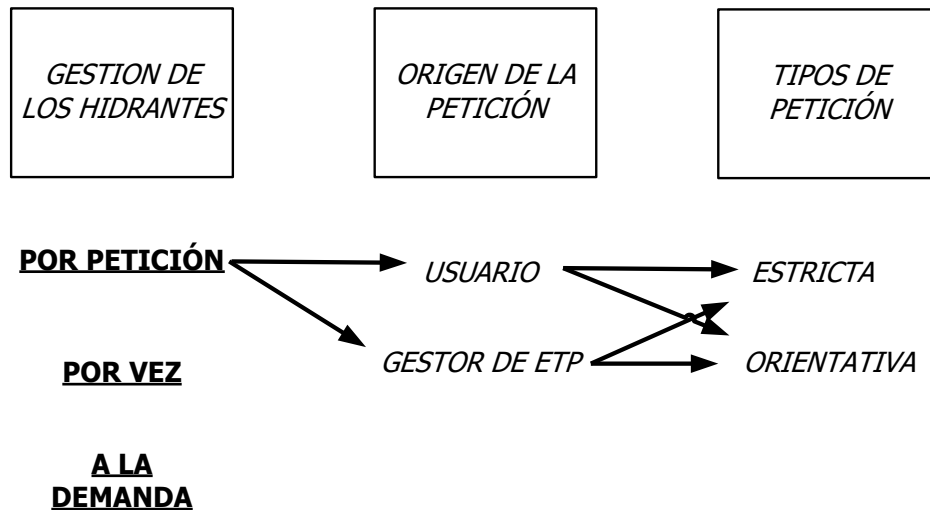 GESTION DE
LOS HIDRANTES
ORIGEN DE LA
PETICIÓN
TIPOS DE
PETICIÓN
POR PETICIÓN
USUARIO
ESTRICTA
GESTOR DE ETP
ORIENTATIVA
POR VEZ
A LA
DEMANDA